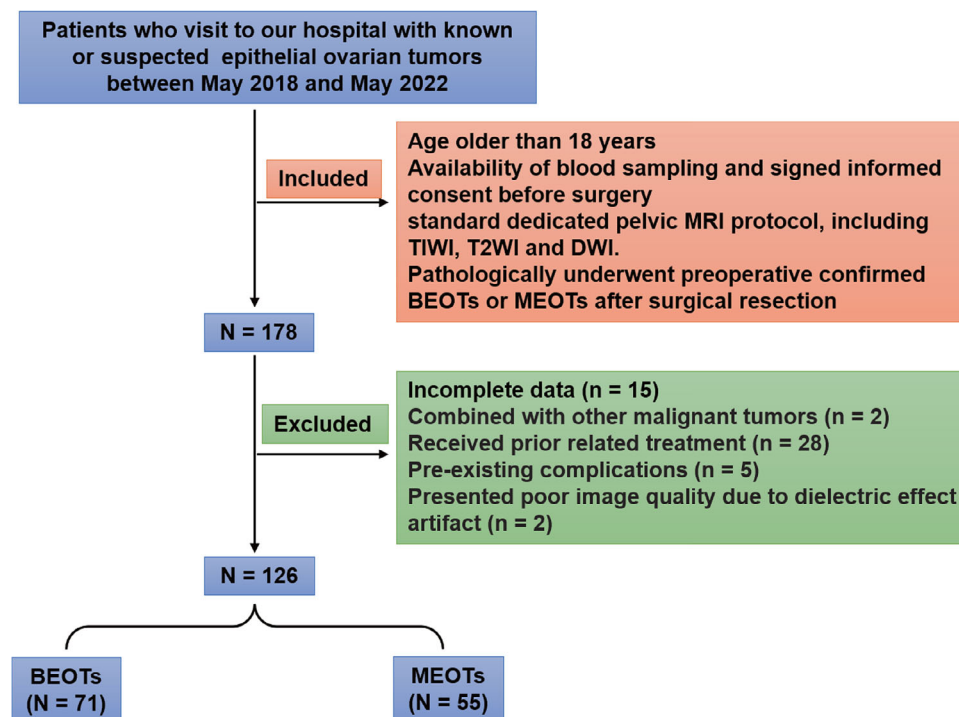 Patients who visit to our hospital with known
or suspected epithelial ovarian tumors
between May 2018 and May 2022
Included
Age older than 18 years
Availability of blood sampling and signed informed
consent before surgery
standard dedicated pelvic MRI protocol, including
TIWI, T2WI and DWI.
Pathologically underwent preoperative confirmed
BEOTs or MEOTs after surgical resection
N = 178
Excluded
Incomplete data (n = 15)
Combined with other malignant tumors (n = 2)
Received prior related treatment (n = 28)
Pre-existing complications (n = 5)
Presented poor image quality due to dielectric effect
artifact (n = 2)
N = 126
BEOTs
(N = 71)
MEOTs
(N = 55)